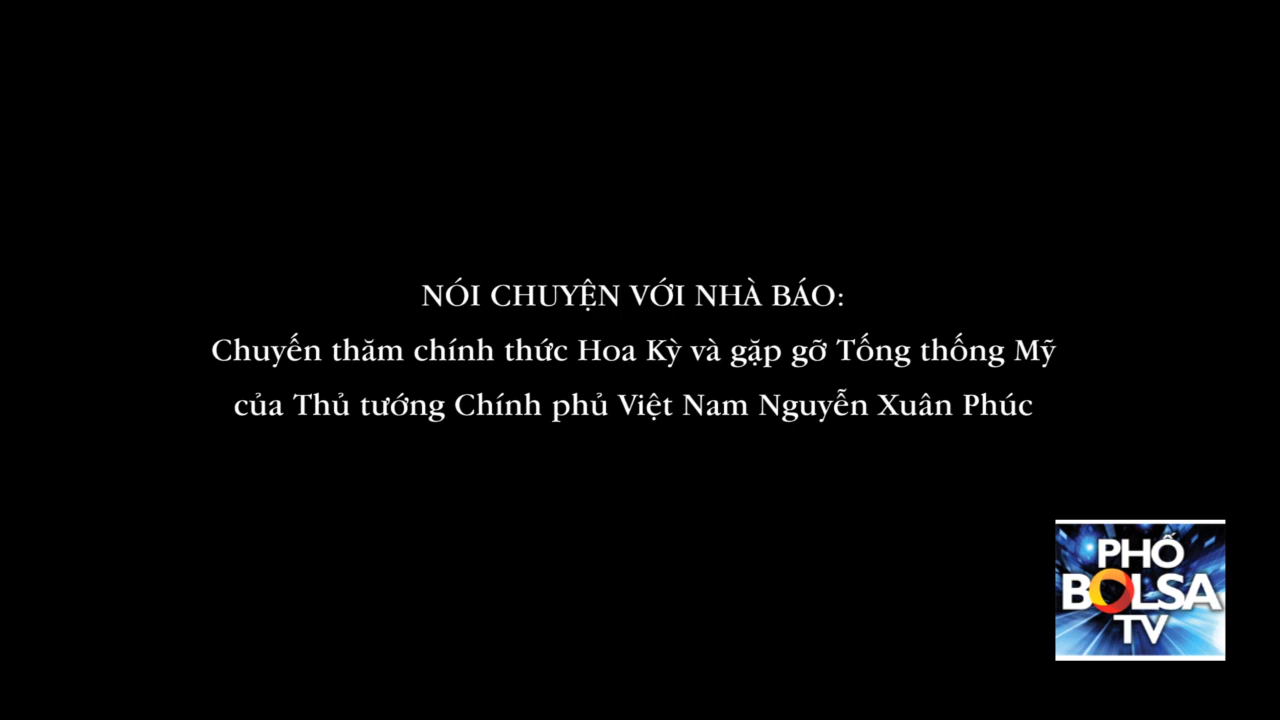 NÓI CHUYỆN VỚI NHÀ BÁO:
Chuyến thăm chính thức Hoa Kỳ và gặp gỡ Tống thống Mỹ
của Thủ tướng Chính phủ Việt Nam Nguyễn Xuân Phúc
PHỐ
BOLSA
TV